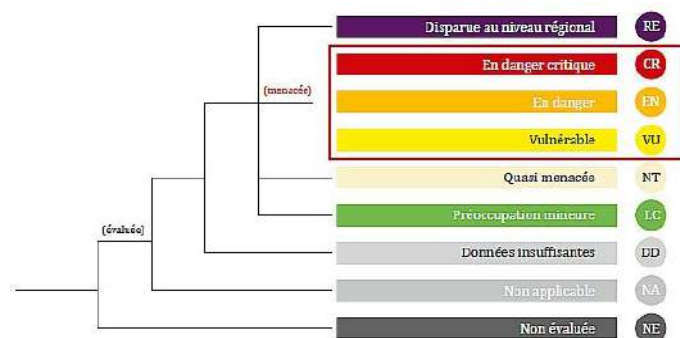 Disparue au niveau régional RE
En danger critique CR
(menacée)
En danger EN
Vulnérable VU
Quasi menacée NT
Préoccupation mineure LC
(évaluée)
Données insuffisantes DD
Non applicable NA
Non évaluée NE